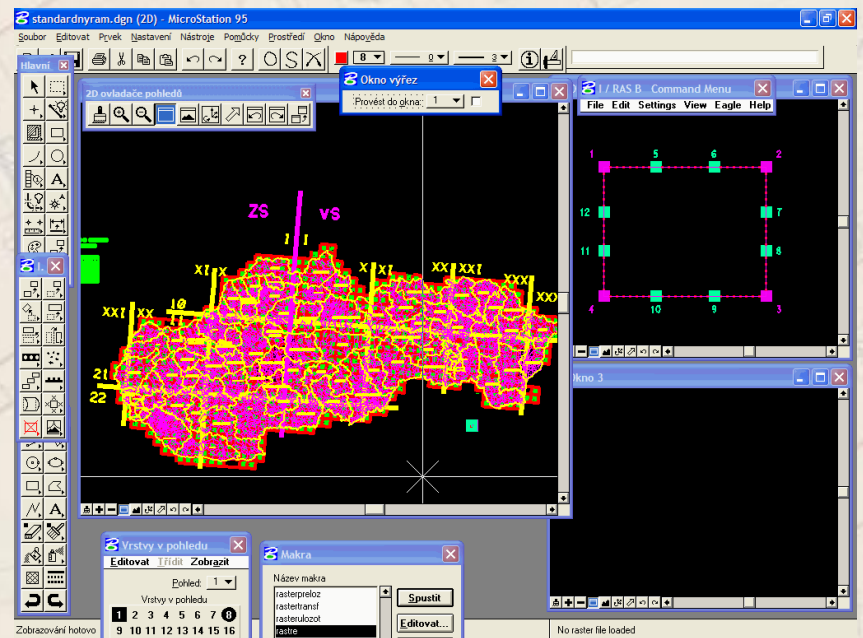 standardnyram.dgn (2D) - MicroStation 95
Soubor Editovat Prvek Nastavení Nástroje Pomůcky Prostředí Okno Nápověda
8 0 3
Hlavní
Okno výřez
Provést do okna: 1
2D ovladače pohledů
I / RAS B Command Menu
File Edit Settings View Eagle Help
1 5 6 2
12 7
11 8
4 10 9 3
ZS VS
I I
XI X X XI XX XXI XXX
XXI XX 10
11
21
22
Okno 3
Vrstvy v pohledu
Editovat Třídit Zobrazit
Pohled: 1
Vrstvy v pohledu
1 2 3 4 5 6 7 8
9 10 11 12 13 14 15 16
Makra
Název makra
rasterpreloz
rastertransf
rasterulozot
rastre
Spustit
Editovat...
Zobrazování hotovo
No raster file loaded